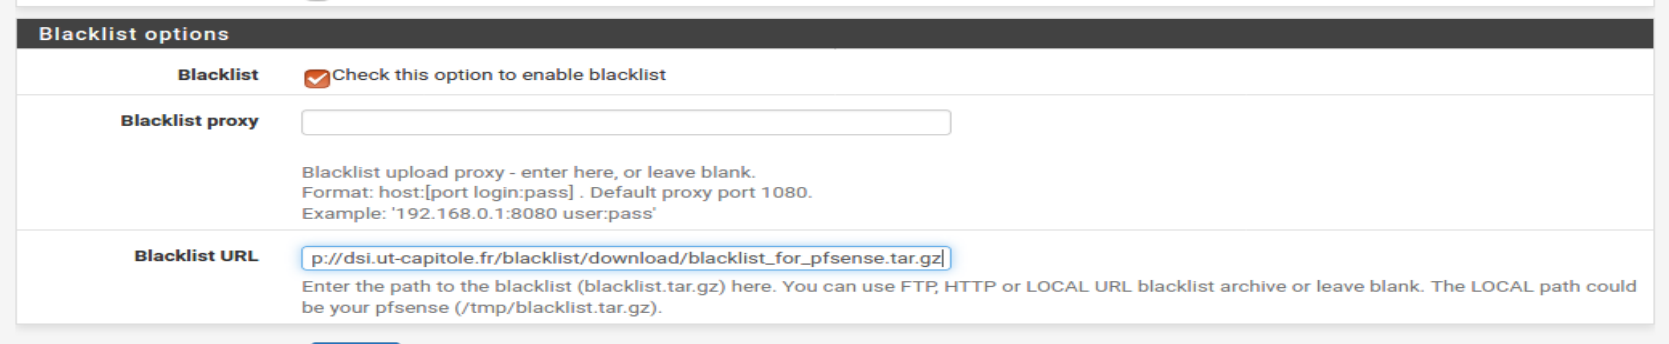 Blacklist options
Blacklist Check this option to enable blacklist
Blacklist proxy
Blacklist upload proxy - enter here, or leave blank.
Format: host:[port login:pass] . Default proxy port 1080.
Example: '192.168.0.1:8080 user:pass'
Blacklist URL p://dsi.ut-capitole.fr/blacklist/download/blacklist_for_pfsense.tar.gz
Enter the path to the blacklist (blacklist.tar.gz) here. You can use FTP, HTTP or LOCAL URL blacklist archive or leave blank. The LOCAL path could
be your pfsense (/tmp/blacklist.tar.gz).